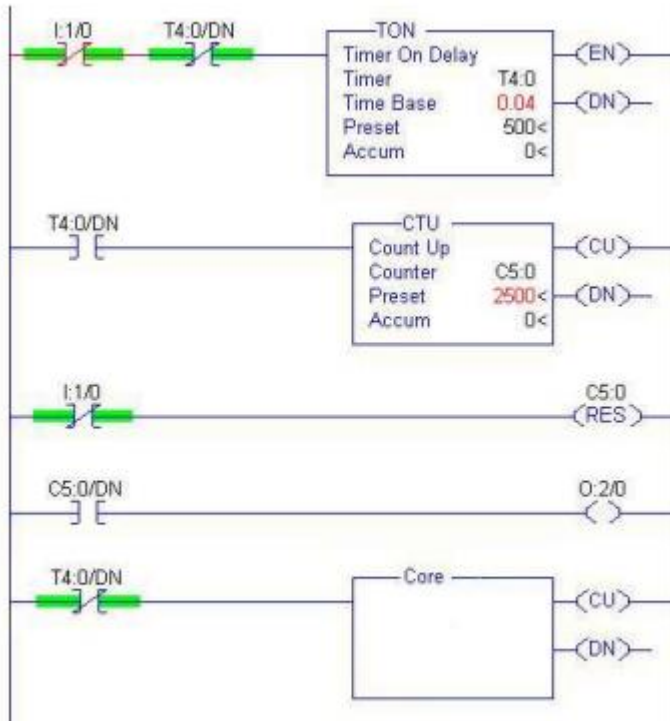 I:1/0 T4:0/DN TON
Timer On Delay (EN)
Timer T4:0
Time Base 0.04 (DN)
Preset 500<
Accum 0<
T4:0/DN CTU
Count Up (CU)
Counter C5:0
Preset 2500< (DN)
Accum 0<
I:1/0 C5:0
(RES)
C5:0/DN O:2/0
T4:0/DN Core
(CU)
(DN)